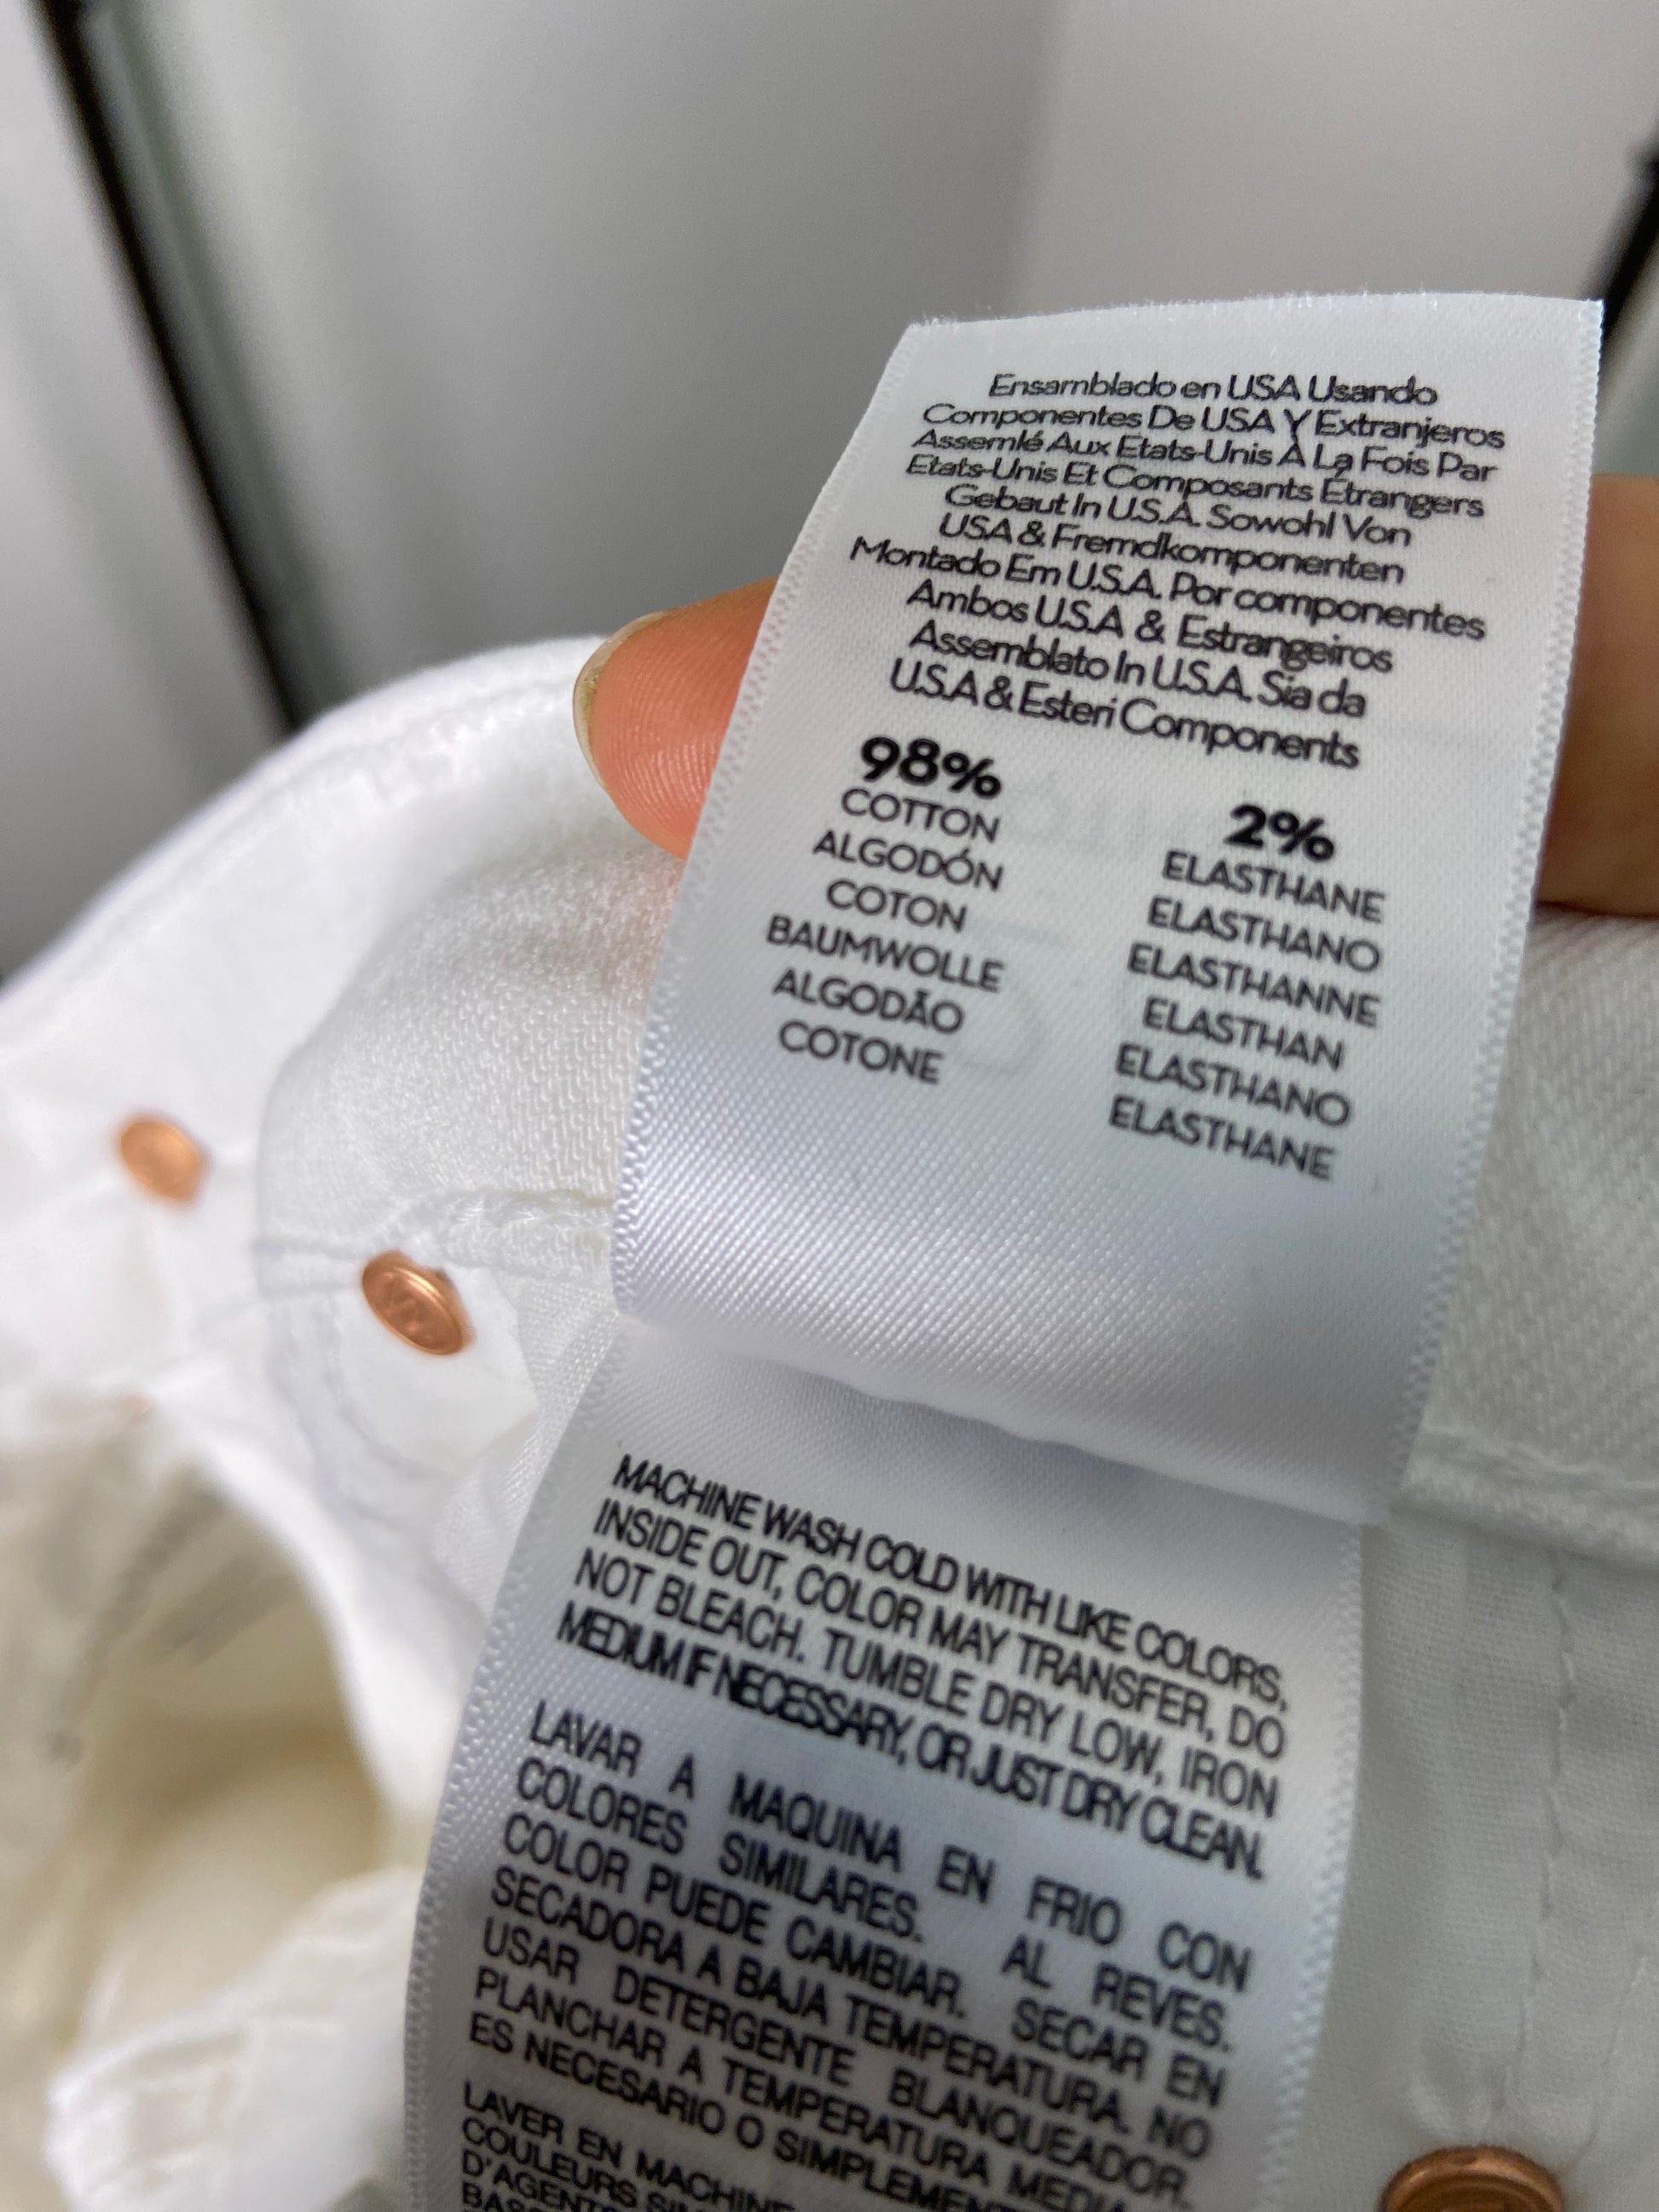 Ensamblado en USA Usando
Componentes De USA Y Extranjeros
Assemlé Aux Etats-Unis À La Fois Par
Etats-Unis Et Composants Étrangers
Gebaut In U.S.A. Sowohl Von
USA & Fremdkomponenten
Montado Em U.S.A. Por componentes
Ambos U.S.A & Estrangeiros
Assemblato In U.S.A. Sia da
U.S.A & Esteri Components
98%
COTTON
ALGODÓN
COTON
BAUMWOLLE
ALGODÃO
COTONE
2%
ELASTHANE
ELASTHANO
ELASTHANNE
ELASTHAN
ELASTHANO
ELASTHANE
MACHINE WASH COLD WITH LIKE COLORS,
INSIDE OUT, COLOR MAY TRANSFER, DO
NOT BLEACH. TUMBLE DRY LOW, IRON
MEDIUM IF NECESSARY, OR JUST DRY CLEAN.
LAVAR A MAQUINA EN FRIO CON
COLORES SIMILARES. AL REVES.
COLOR PUEDE CAMBIAR. SECAR EN
SECADORA A BAJA TEMPERATURA. NO
USAR DETERGENTE BLANQUEADOR.
PLANCHAR A TEMPERATURA MEDIA
ES NECESARIO O SIMPLEMENT
LAVER EN MACHINE
COULEURS SIM
D'AGENT